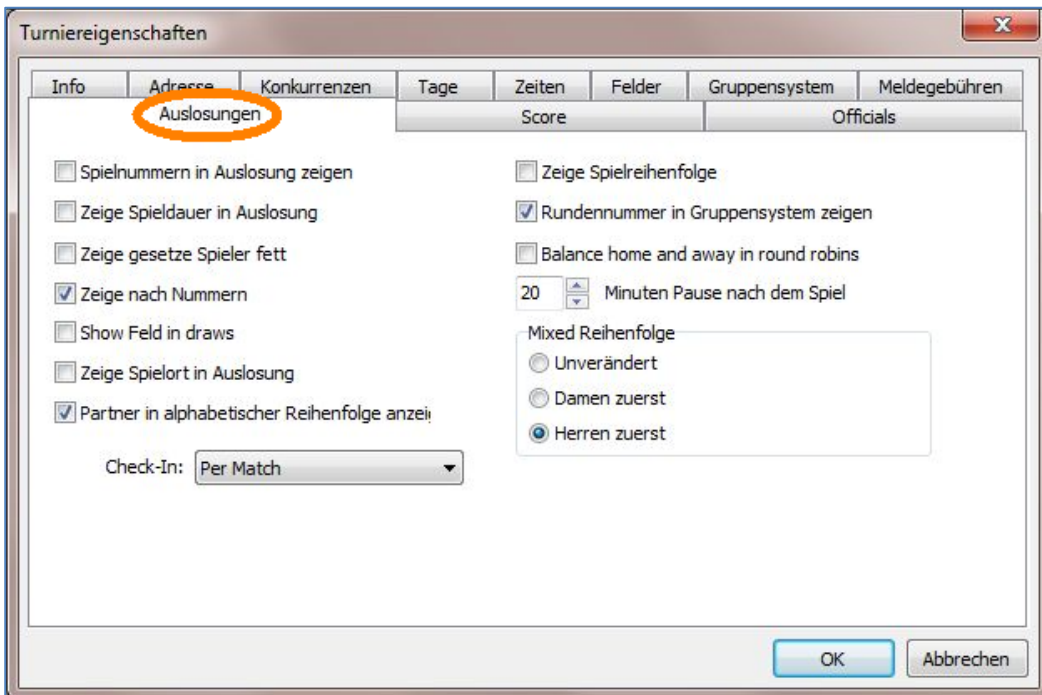 Turniereigenschaften
Info Adresse Konkurrenzen Tage Zeiten Felder Gruppensystem Meldegebühren
Auslosungen Score Officials
Spielnummern in Auslosung zeigen
Zeige Spieldauer in Auslosung
Zeige gesetze Spieler fett
Zeige nach Nummern
Show Feld in draws
Zeige Spielort in Auslosung
Partner in alphabetischer Reihenfolge anzei
Check-In: Per Match
Zeige Spielreihenfolge
Rundennummer in Gruppensystem zeigen
Balance home and away in round robins
20 Minuten Pause nach dem Spiel
Mixed Reihenfolge
Unverändert
Damen zuerst
Herren zuerst
OK Abbrechen